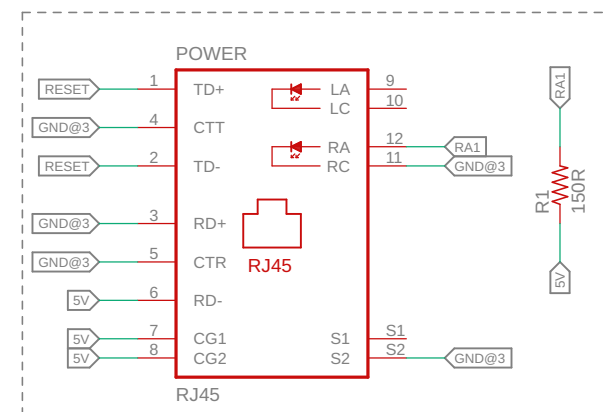 POWER
RESET 1 TD+ LA 9
LC 10
GND@3 4 CTT
RA 12 RA1
RESET 2 TD- RC 11 GND@3
GND@3 3 RD+
GND@3 5 CTR
RJ45
5V 6 RD-
5V 7 CG1 S1 S1
5V 8 CG2 S2 S2 GND@3
RJ45
RA1
R1
150R
5V